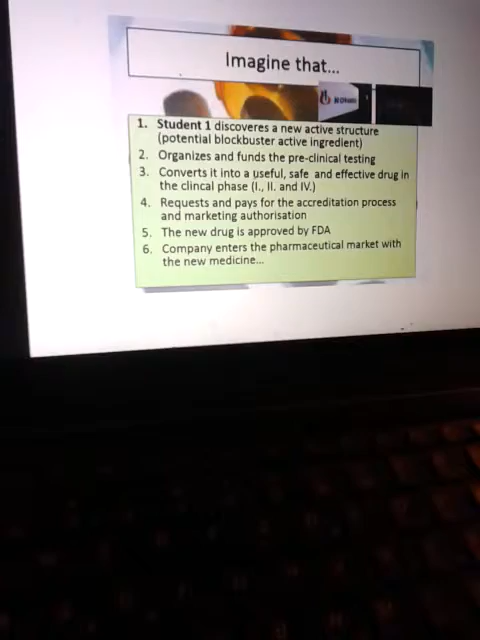 Imagine that...
1. Student 1 discoveres a new active structure
(potential blockbuster active ingredient)
2. Organizes and funds the pre-clinical testing
3. Converts it into a useful, safe and effective drug in
the clincal phase (I., II. and IV.)
4. Requests and pays for the accreditation process
and marketing authorisation
5. The new drug is approved by FDA
6. Company enters the pharmaceutical market with
the new medicine...